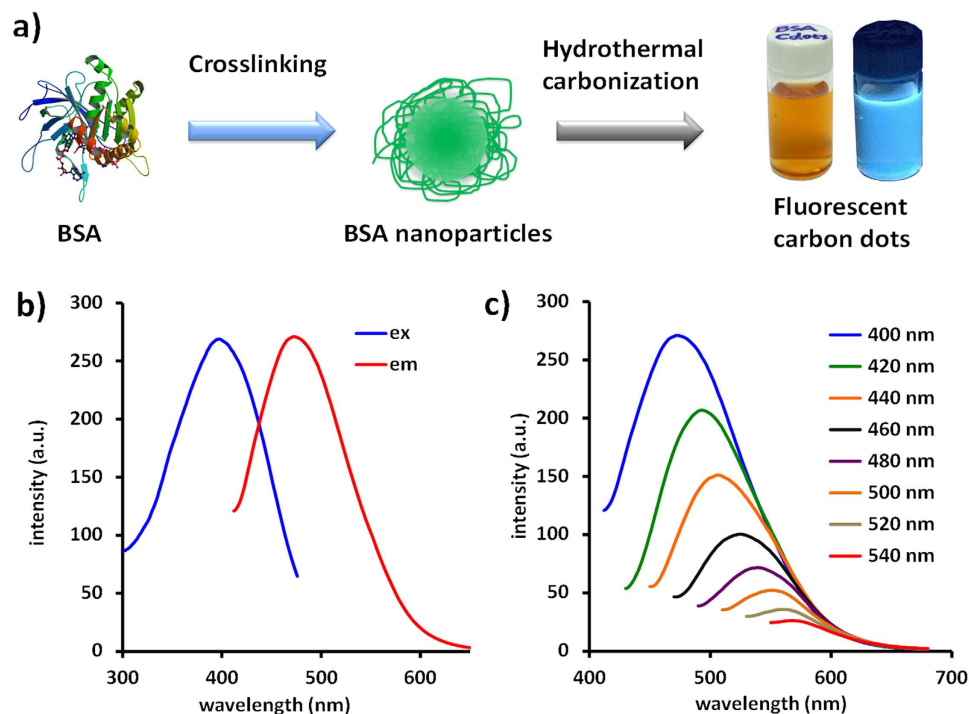 a)
Crosslinking
Hydrothermal
carbonization
BSA
Cdots
BSA
BSA nanoparticles
Fluorescent
carbon dots
b)
300
250
200
150
100
50
0
intensity (a.u.)
300
400
500
600
wavelength (nm)
ex
em
c)
300
250
200
150
100
50
0
intensity (a.u.)
400
500
600
700
wavelength (nm)
400 nm
420 nm
440 nm
460 nm
480 nm
500 nm
520 nm
540 nm